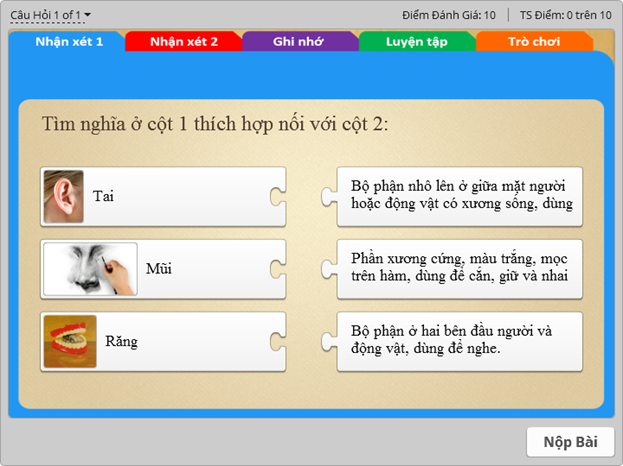 Câu Hỏi 1 of 1 Điểm Đánh Giá: 10 TS Điểm: 0 trên 10
Nhận xét 1 Nhận xét 2 Ghi nhớ Luyện tập Trò chơi
Tìm nghĩa ở cột 1 thích hợp nối với cột 2:
Tai
Bộ phận nhô lên ở giữa mặt người
hoặc động vật có xương sống, dùng
Mũi
Phần xương cứng, màu trắng, mọc
trên hàm, dùng để cắn, giữ và nhai
Răng
Bộ phận ở hai bên đầu người và
động vật, dùng để nghe.
Nộp Bài